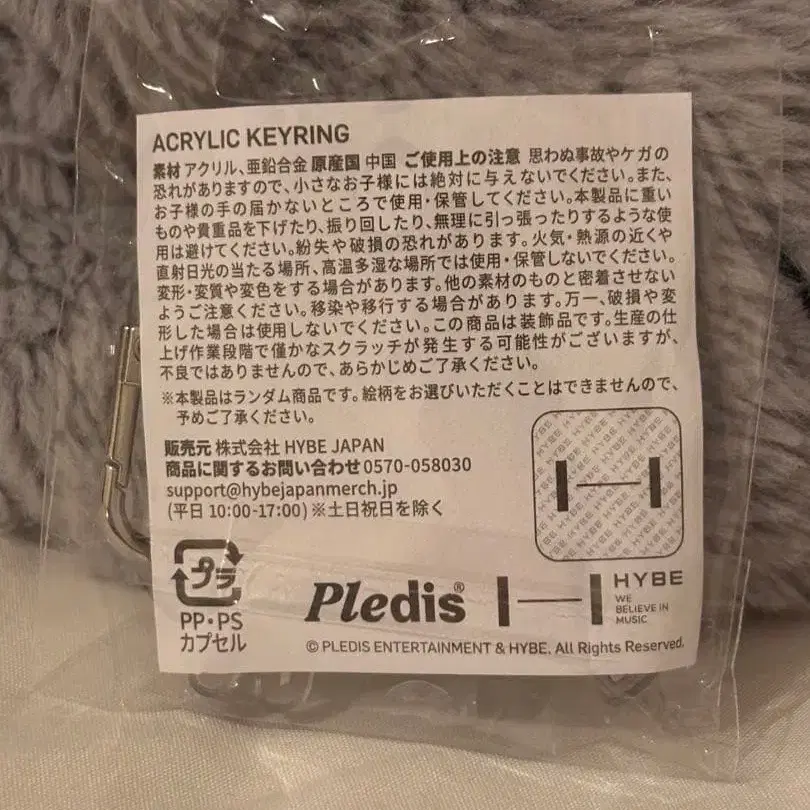 ACRYLIC KEYRING
素材 アクリル、亜鉛合金 原産国 中国 ご使用上の注意 思わぬ事故やケガの
恐れがありますので、小さなお子様には絶対に与えないでください。また、
お子様の手の届かないところで使用・保管してください。本製品に重い
ものや貴重品を下げたり、振り回したり、無理に引っ張ったりするような使
用は避けてください。紛失や破損の恐れがあります。火気・熱源の近くや
直射日光の当たる場所、高温多湿な場所では使用・保管しないでください。
変形・変質や変色をする場合があります。他の素材のものと密着させない
ようご注意ください。移染や移行する場合があります。万一、破損や変
形した場合は使用しないでください。この商品は装飾品です。生産の仕
上げ作業段階で僅かなスクラッチが発生する可能性がございますが、
不良ではありませんので、あらかじめご了承ください。
※本製品はランダム商品です。絵柄をお選びいただくことはできませんので、
予めご了承ください。
販売元 株式会社 HYBE JAPAN
商品に関するお問い合わせ 0570-058030
support@hybejapanmerch.jp
(平日 10:00-17:00) ※土日祝日を除く
プラ
PP・PS
カプセル
Pledis®
HYBE
WE
BELIEVE IN
MUSIC
© PLEDIS ENTERTAINMENT & HYBE. All Rights Reserved.